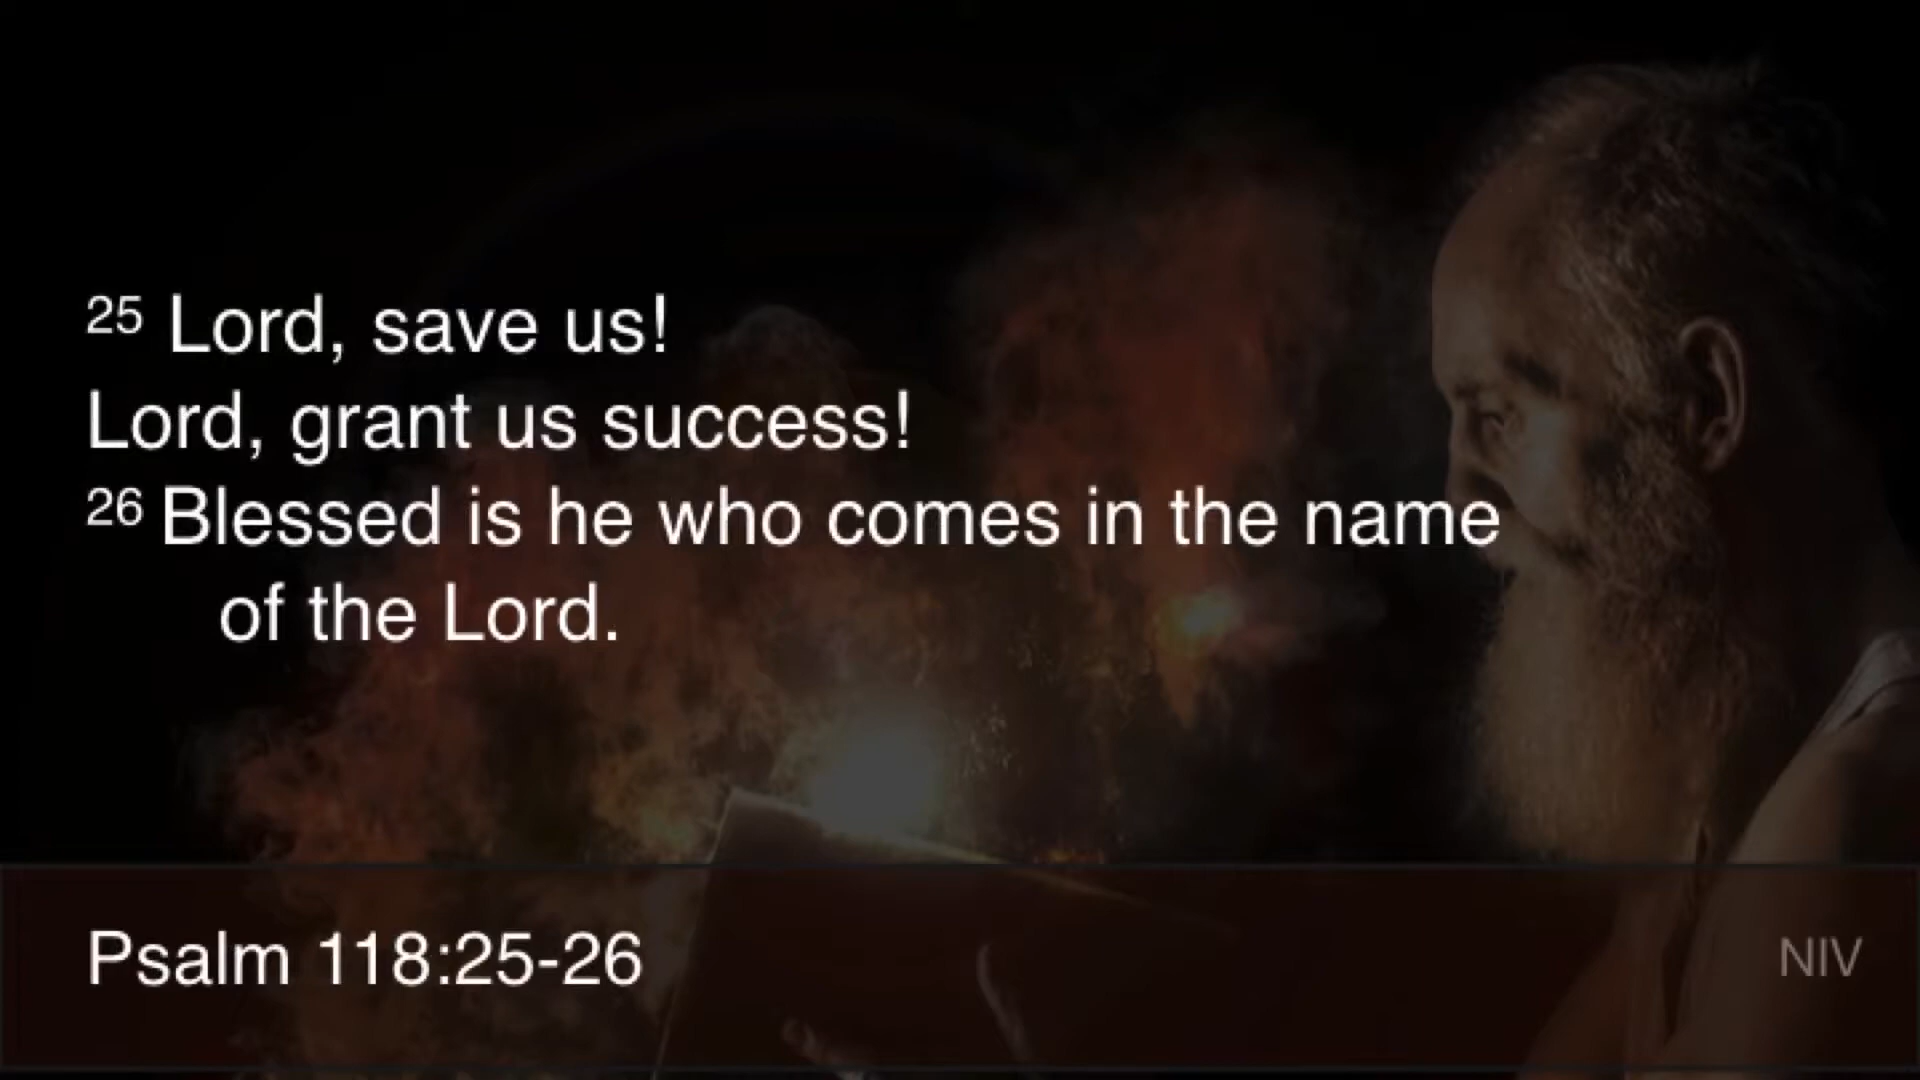 25 Lord, save us!
Lord, grant us success!
26 Blessed is he who comes in the name
of the Lord.
Psalm 118:25-26
NIV